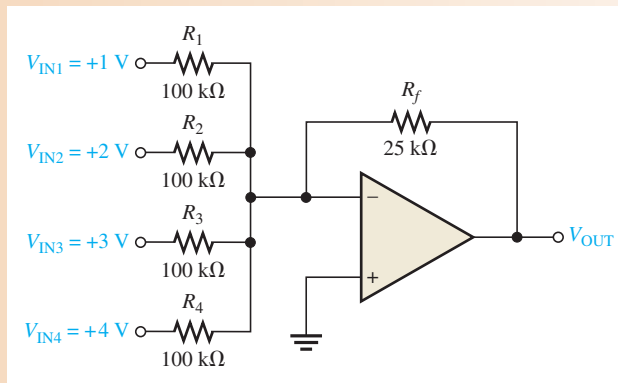 R1
VIN1 = +1 V
100 kΩ
R2
VIN2 = +2 V
100 kΩ
R3
VIN3 = +3 V
100 kΩ
R4
VIN4 = +4 V
100 kΩ
Rf
25 kΩ
−
+
VOUT